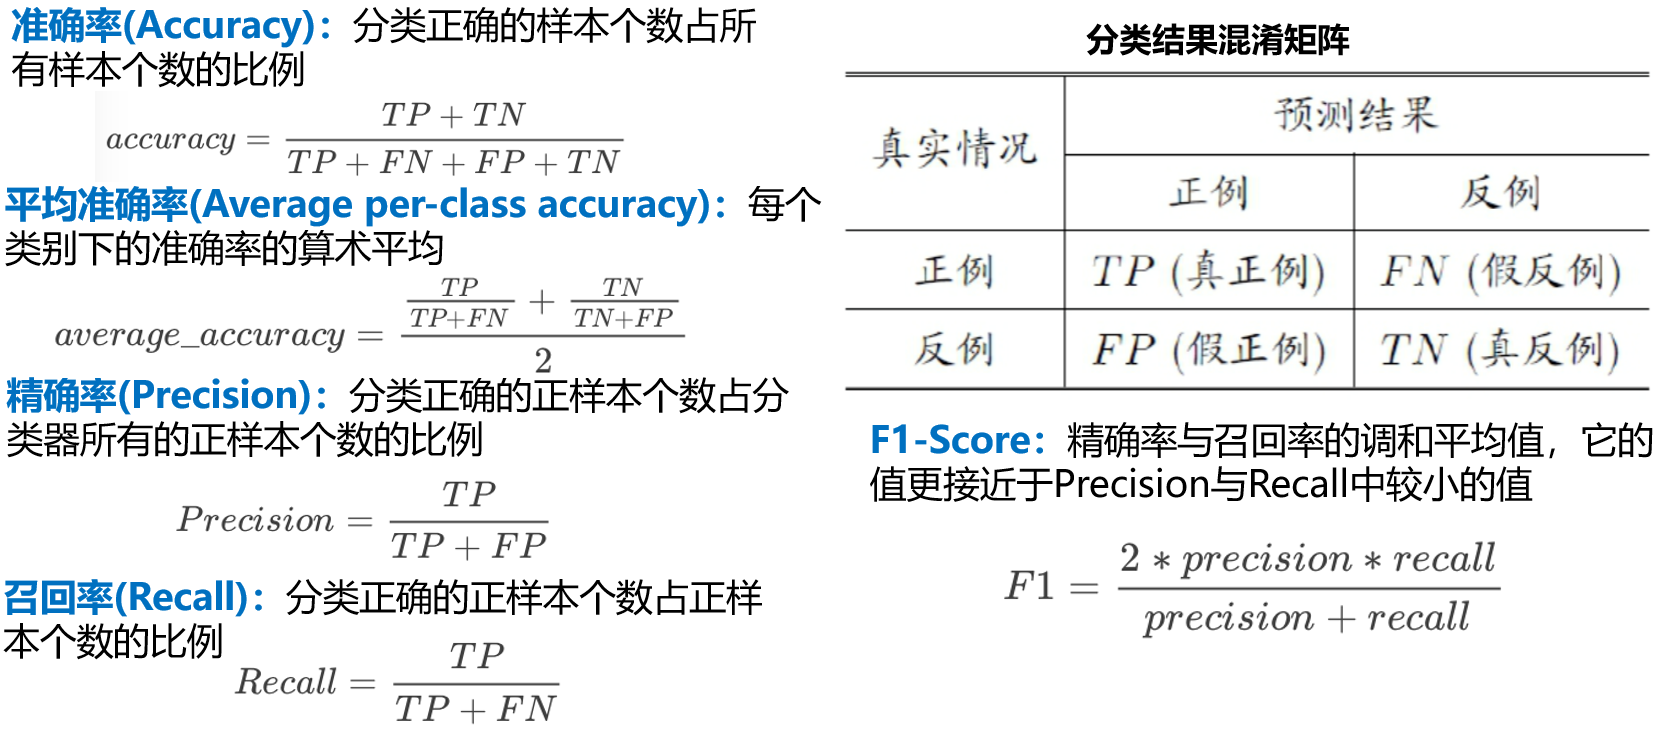 准确率(Accuracy)：分类正确的样本个数占所
有样本个数的比例
accuracy = \frac{TP + TN}{TP + FN + FP + TN}
平均准确率(Average per-class accuracy)：每个
类别下的准确率的算术平均
average_accuracy = \frac{\frac{TP}{TP+FN} + \frac{TN}{TN+FP}}{2}
精确率(Precision)：分类正确的正样本个数占分
类器所有的正样本个数的比例
Precision = \frac{TP}{TP + FP}
召回率(Recall)：分类正确的正样本个数占正样
本个数的比例
Recall = \frac{TP}{TP + FN}
分类结果混淆矩阵
真实情况 预测结果
正例 反例
正例 TP (真正例) FN (假反例)
反例 FP (假正例) TN (真反例)
F1-Score：精确率与召回率的调和平均值，它的
值更接近于Precision与Recall中较小的值
F1 = \frac{2 * precision * recall}{precision + recall}